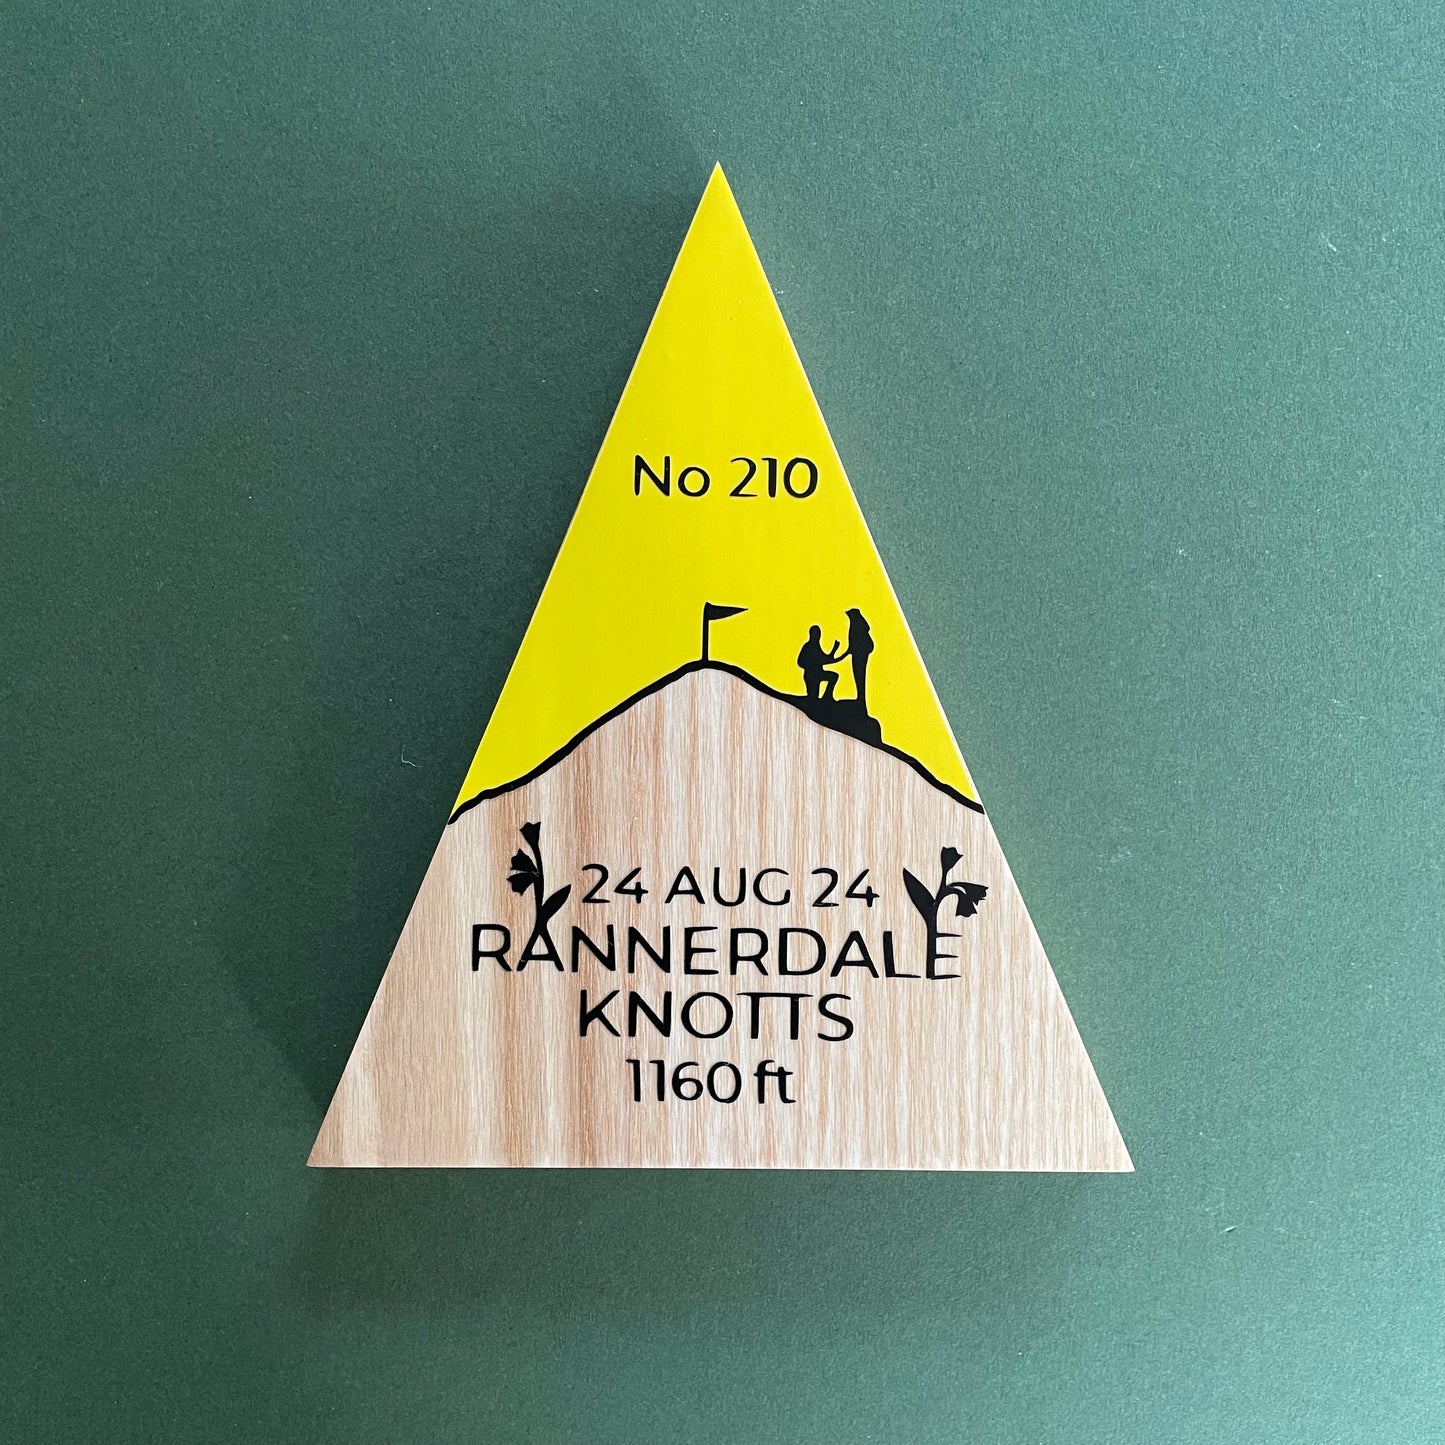 No 210
24 AUG 24
RANNERDALE
KNOTTS
1160 ft